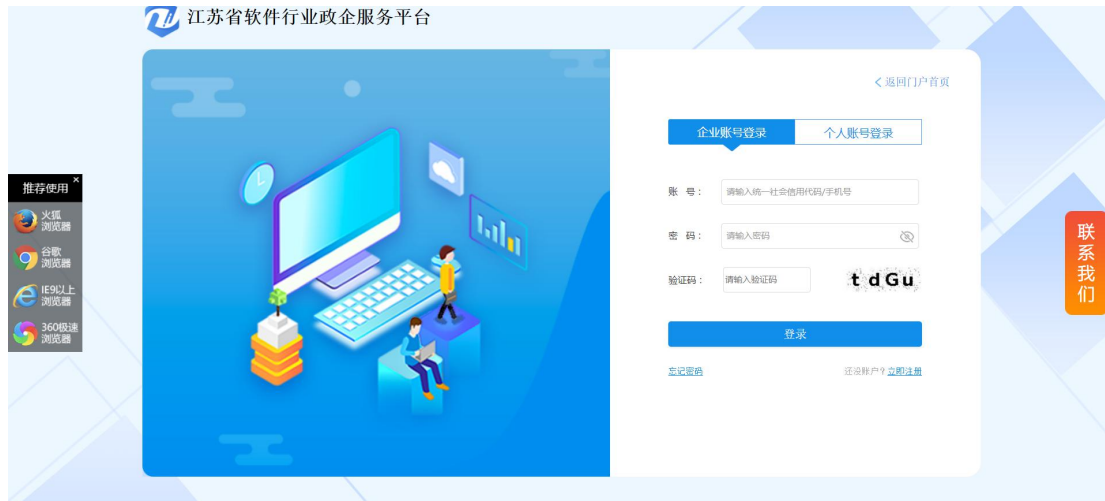 江苏省软件行业政企服务平台
< 返回门户首页
企业账号登录 个人账号登录
账 号： 请输入统一社会信用代码/手机号
密 码： 请输入密码
验证码： 请输入验证码 tdGu
登录
忘记密码 还没账户？立即注册
推荐使用 ×
火狐
浏览器
谷歌
浏览器
IE9以上
浏览器
360极速
浏览器
联系我们